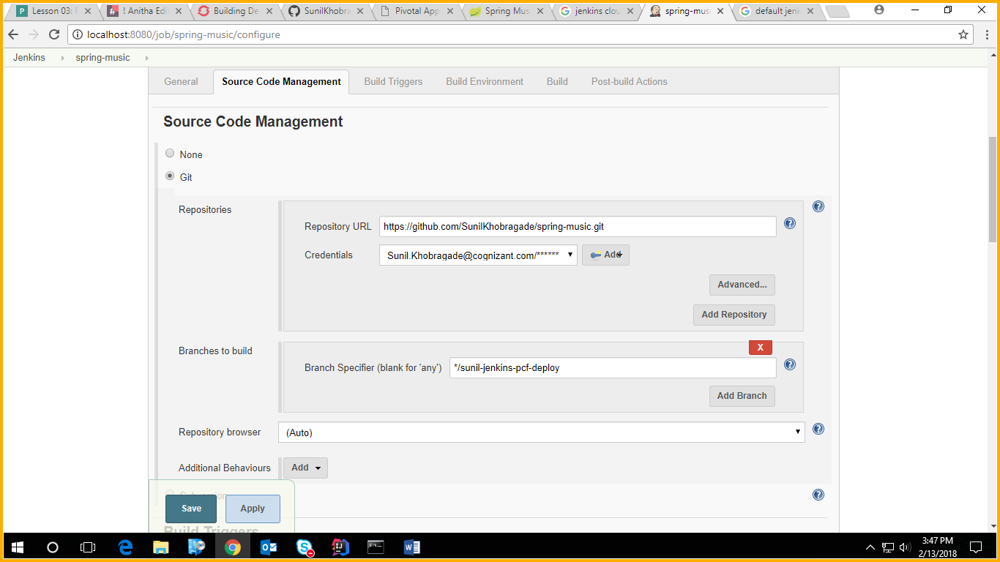 Lesson 03: F
! Anitha Edi
Building De
SunilKhobra
Pivotal App
Spring Mus
jenkins clou
spring-musi
default jenk
localhost:8080/job/spring-music/configure
Jenkins
spring-music
General
Source Code Management
Build Triggers
Build Environment
Build
Post-build Actions
Source Code Management
None
Git
Repositories
Repository URL
https://github.com/SunilKhobragade/spring-music.git
Credentials
Sunil.Khobragade@cognizant.com/******
Add
Advanced...
Add Repository
Branches to build
X
Branch Specifier (blank for 'any')
*/sunil-jenkins-pcf-deploy
Add Branch
Repository browser
(Auto)
Additional Behaviours
Add
Subversion
Save
Apply
Build Triggers
3:47 PM
2/13/2018